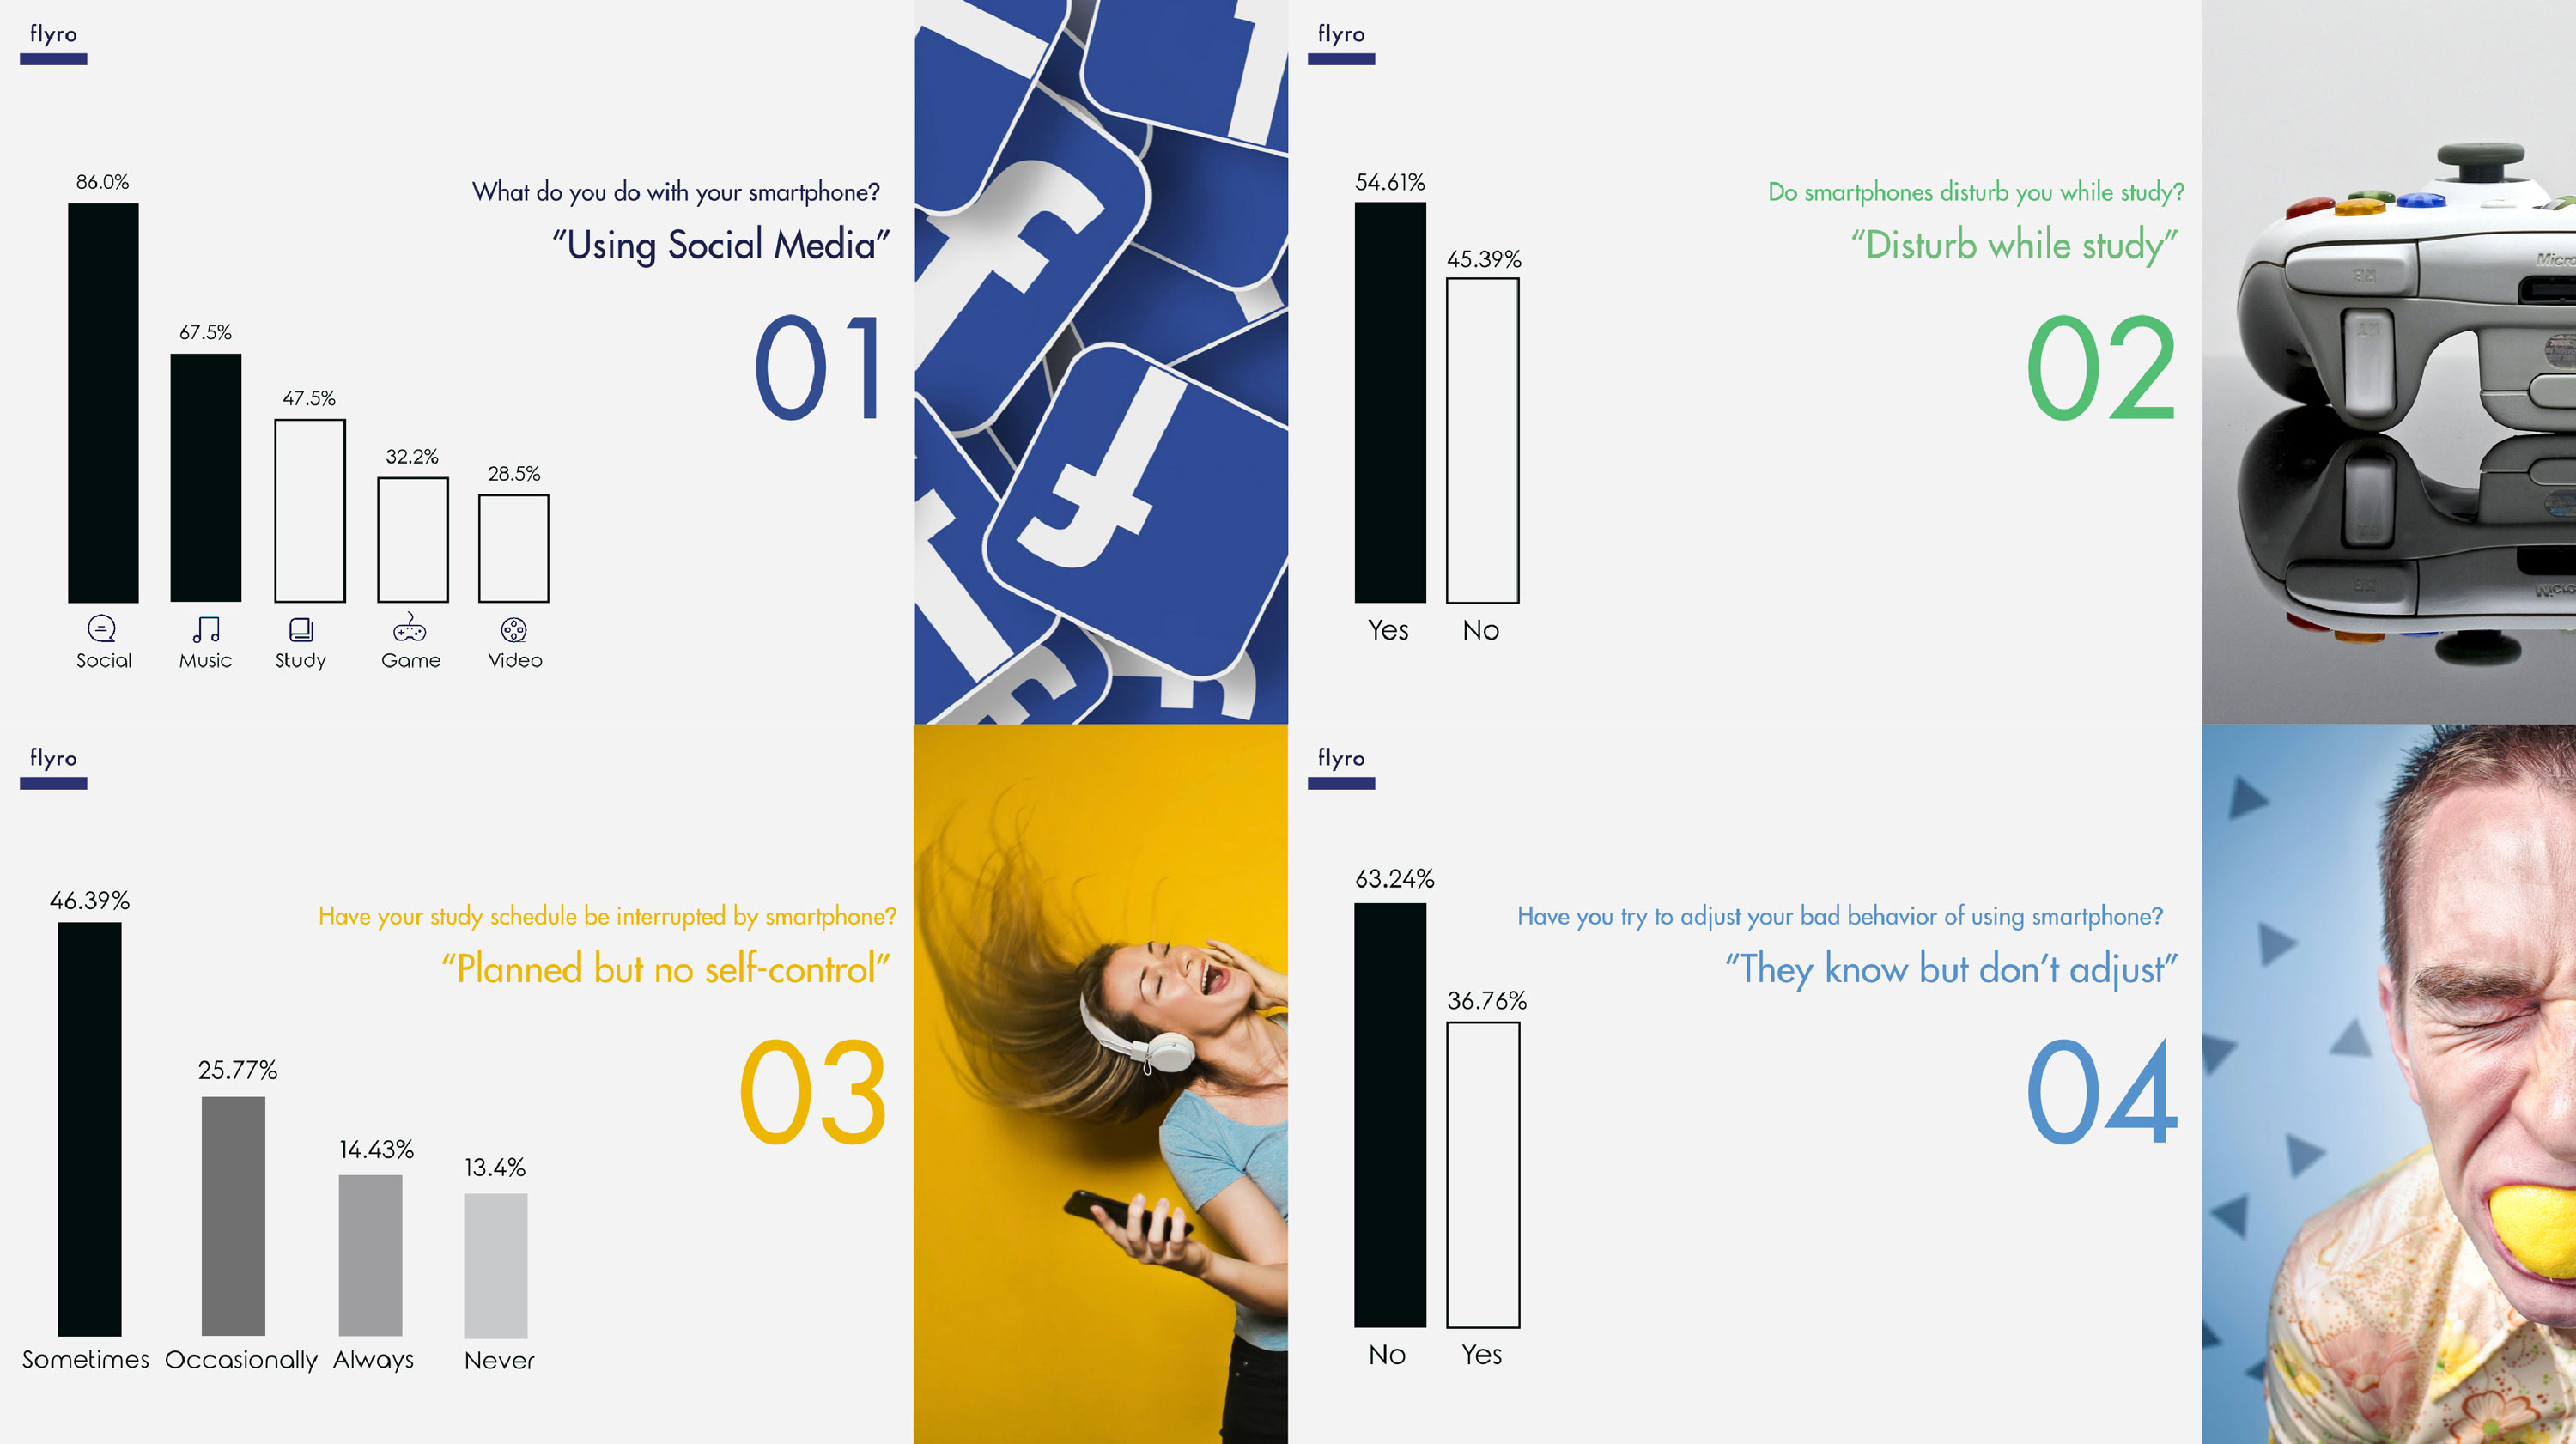 flyro
What do you do with your smartphone?
“Using Social Media”
01
86.0%
67.5%
47.5%
32.2%
28.5%
Social Music Study Game Video
flyro
Do smartphones disturb you while study?
“Disturb while study”
02
54.61%
45.39%
Yes No
flyro
Have your study schedule be interrupted by smartphone?
“Planned but no self-control”
03
46.39%
25.77%
14.43%
13.4%
Sometimes Occasionally Always Never
flyro
Have you try to adjust your bad behavior of using smartphone?
“They know but don’t adjust”
04
63.24%
36.76%
No Yes